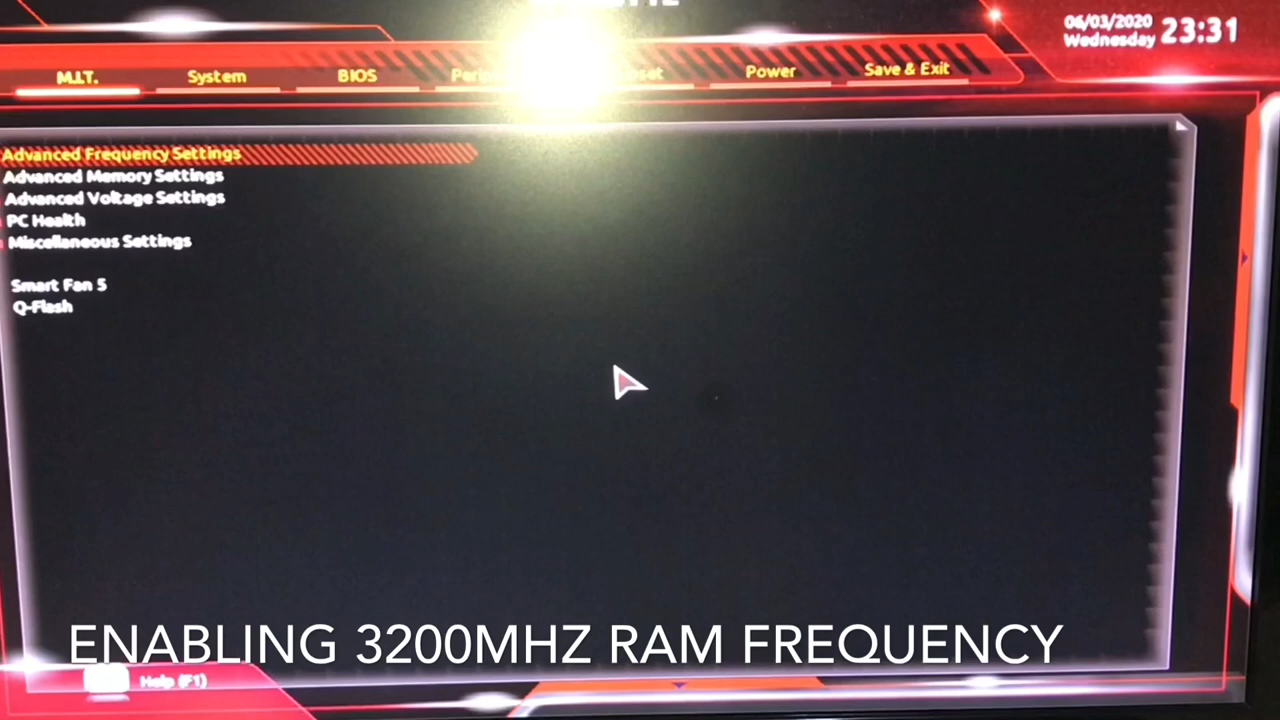 06/03/2020
Wednesday
23:31
M.I.T.
System
BIOS
Power
Save & Exit
Advanced Frequency Settings
Advanced Memory Settings
Advanced Voltage Settings
PC Health
Miscellaneous Settings
Smart Fan 5
Q-Flash
ENABLING 3200MHZ RAM FREQUENCY
Help (F1)